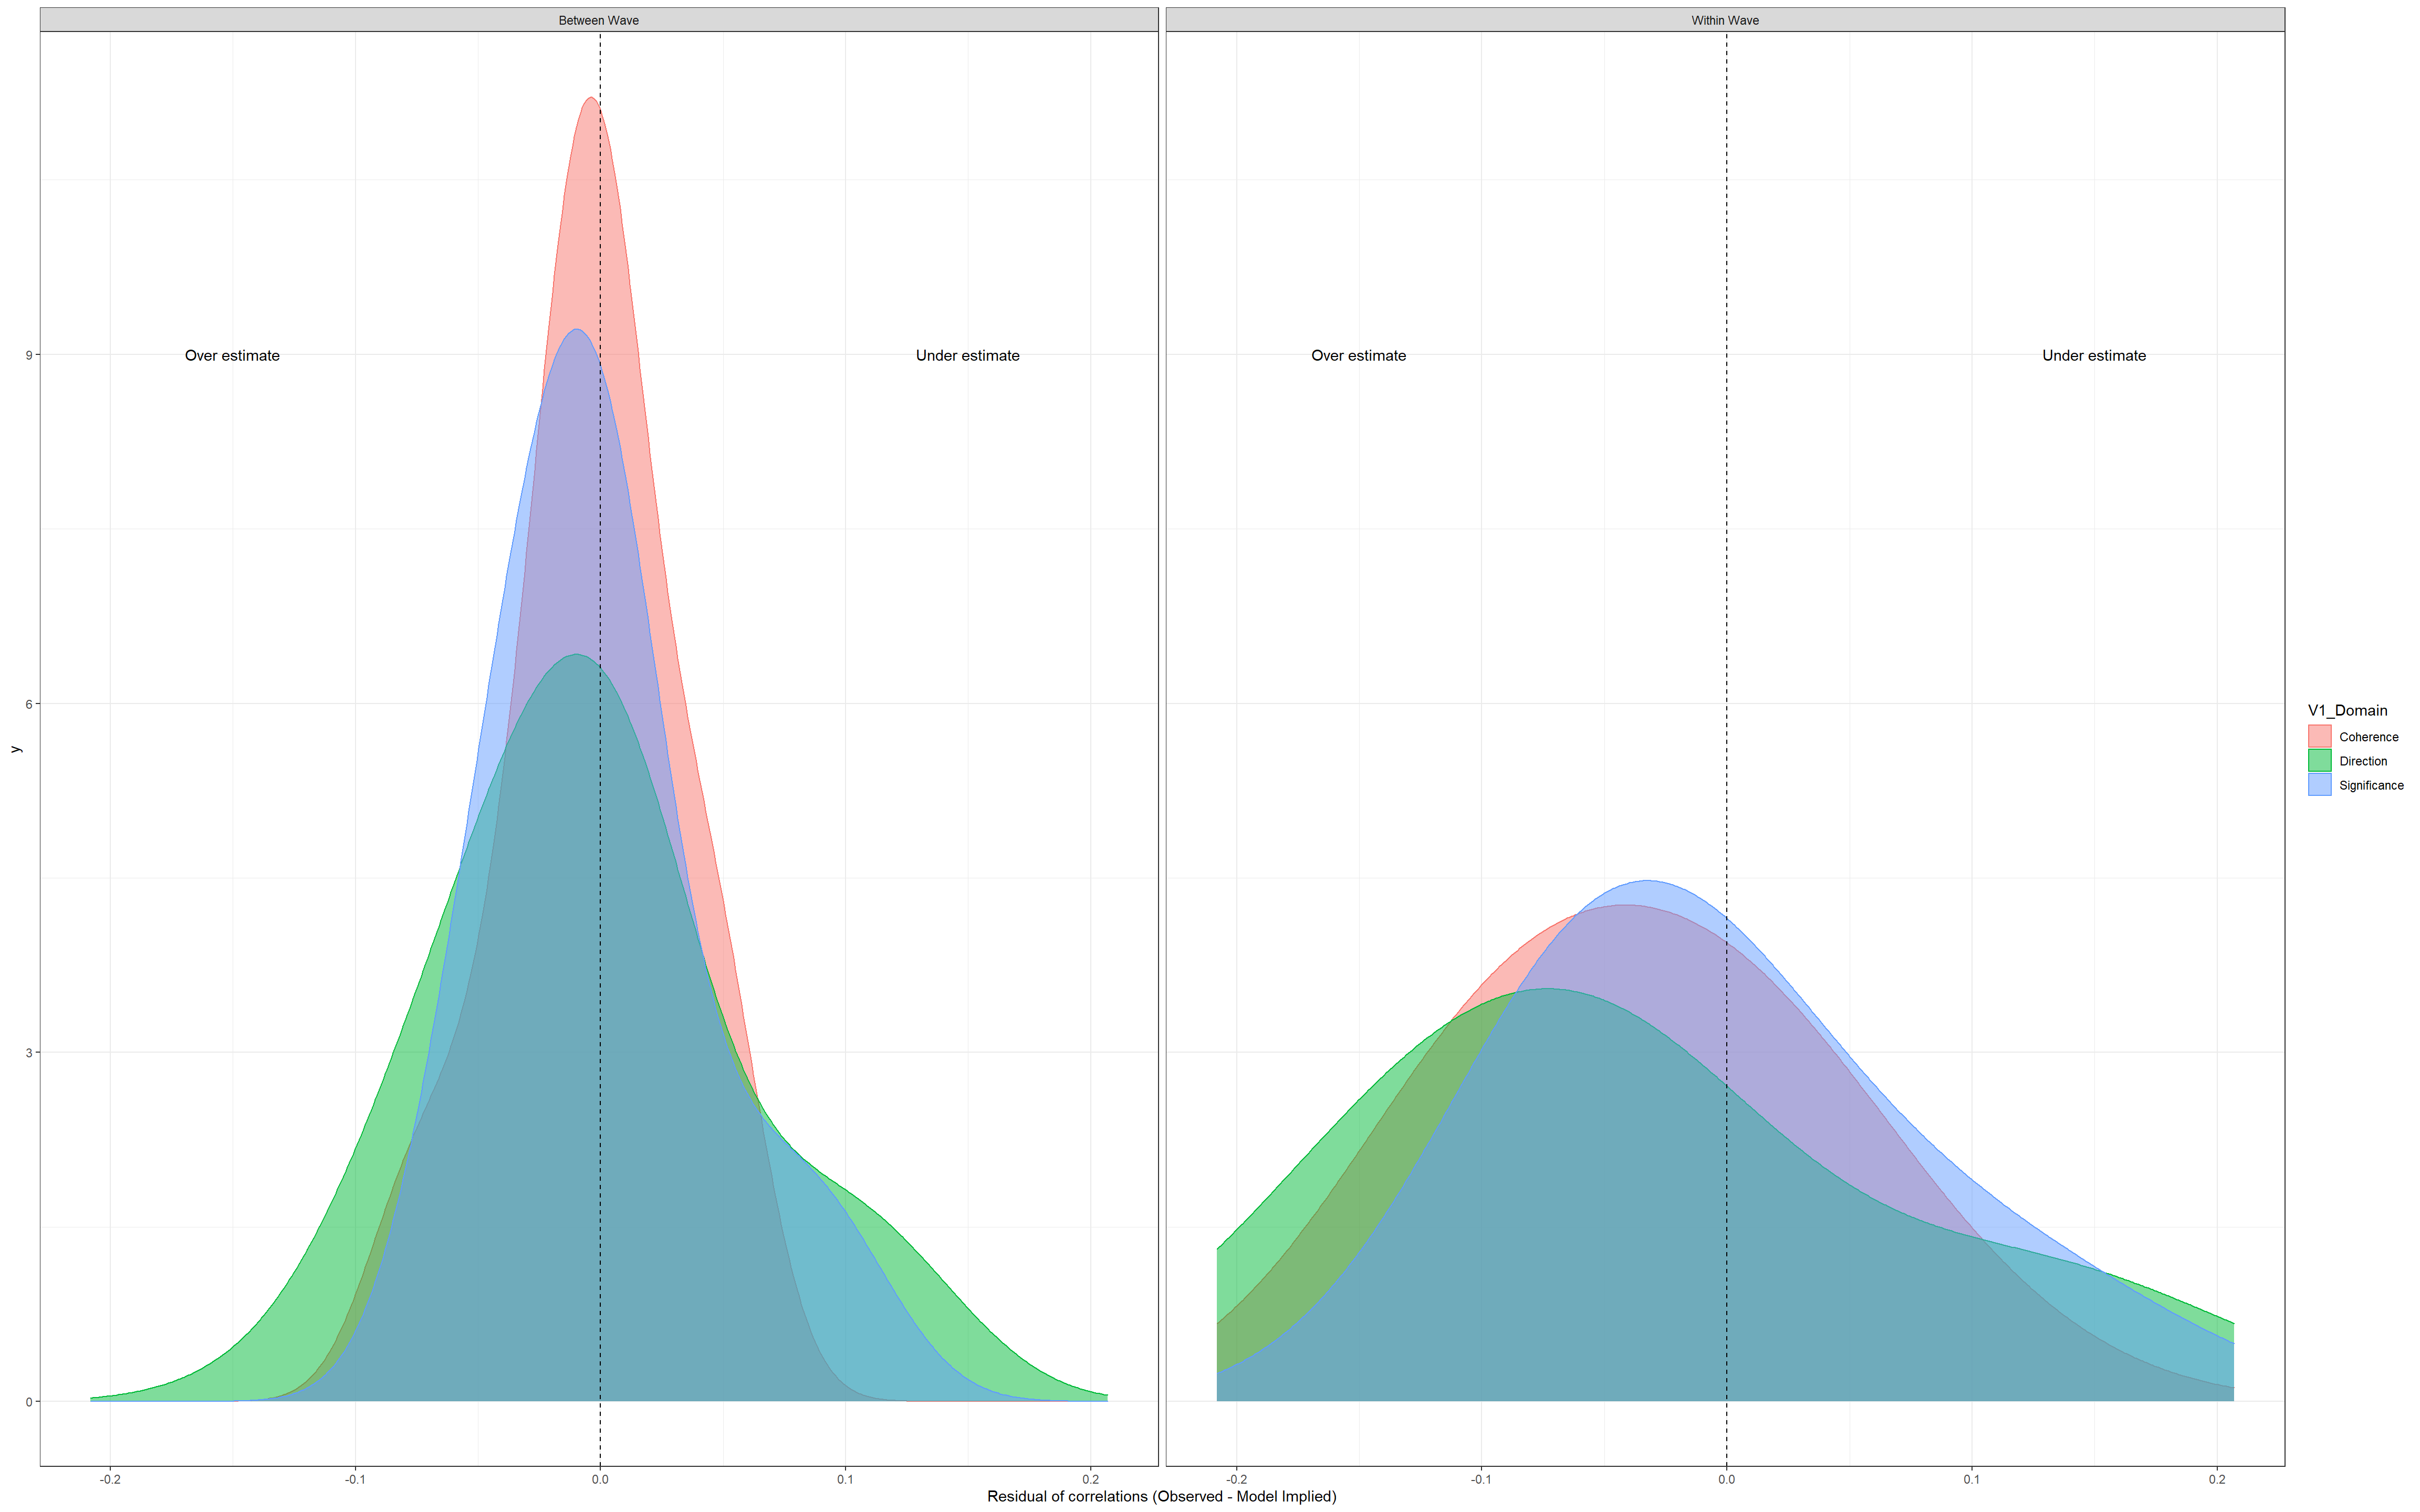 Between Wave
Within Wave
Over estimate
Under estimate
Over estimate
Under estimate
9
6
3
0
y
-0.2
-0.1
0.0
0.1
0.2
-0.2
-0.1
0.0
0.1
0.2
Residual of correlations (Observed - Model Implied)
V1_Domain
Coherence
Direction
Significance